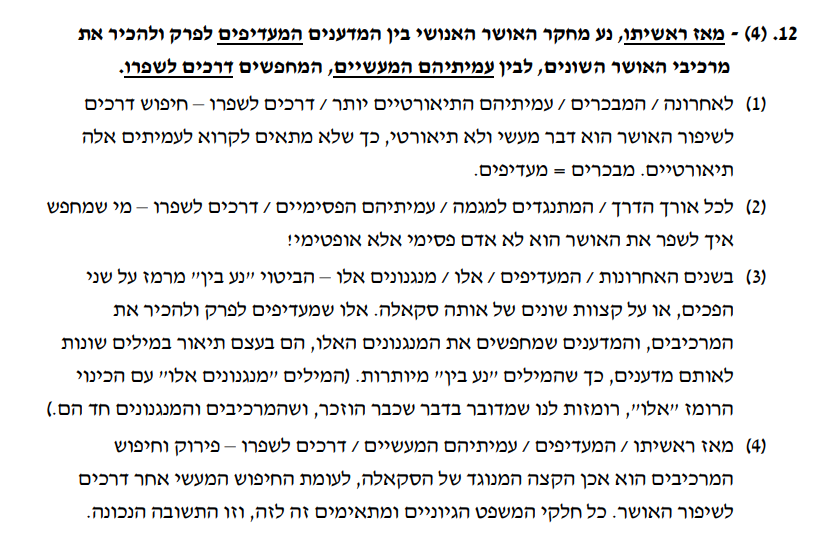 12. (4) - מאז ראשיתו, נע מחקר האושר האנושי בין המדענים המעדיפים לפרק ולהכיר את
מרכיבי האושר השונים, לבין עמיתיהם המעשיים, המחפשים דרכים לשפרו.
(1) לאחרונה / המבכרים / עמיתיהם התיאורטיים יותר / דרכים לשפרו – חיפוש דרכים
לשיפור האושר הוא דבר מעשי ולא תיאורטי, כך שלא מתאים לקרוא לעמיתים אלה
תיאורטיים. מבכרים = מעדיפים.
(2) לכל אורך הדרך / המתנגדים למגמה / עמיתיהם הפסימיים / דרכים לשפרו – מי שמחפש
איך לשפר את האושר הוא לא אדם פסימי אלא אופטימי!
(3) בשנים האחרונות / המעדיפים / אלו / מנגנונים אלו – הביטוי "נע בין" מרמז על שני
הפכים, או על קצוות שונים של אותה סקאלה. אלו שמעדיפים לפרק ולהכיר את
המרכיבים, והמדענים שמחפשים את המנגנונים האלו, הם בעצם תיאור במילים שונות
לאותם מדענים, כך שהמילים "נע בין" מיותרות. (המילים "מנגנונים אלו" עם הכינוי
הרומז "אלו", רומזות לנו שמדובר בדבר שכבר הוזכר, ושהמרכיבים והמנגנונים חד הם.)
(4) מאז ראשיתו / המעדיפים / עמיתיהם המעשיים / דרכים לשפרו – פירוק וחיפוש
המרכיבים הוא אכן הקצה המנוגד של הסקאלה, לעומת החיפוש המעשי אחר דרכים
לשיפור האושר. כל חלקי המשפט הגיוניים ומתאימים זה לזה, וזו התשובה הנכונה.